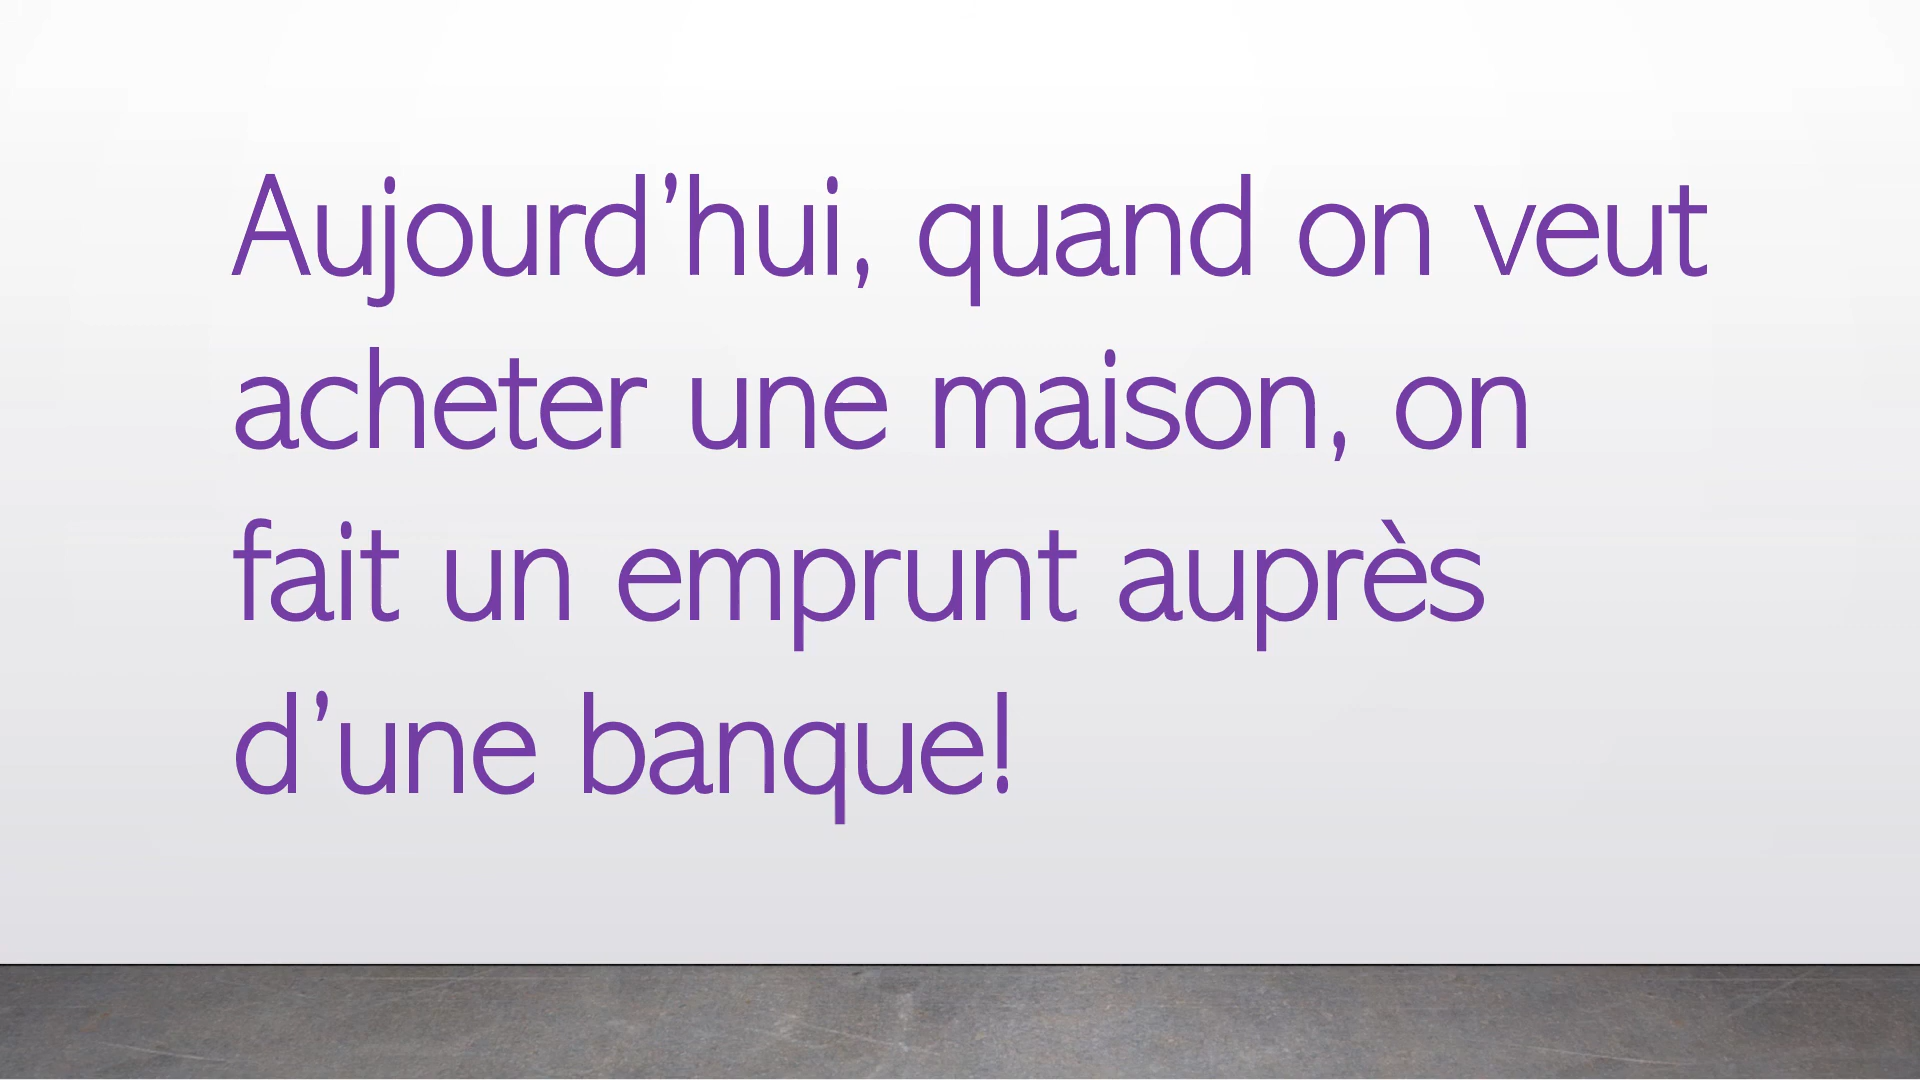 Aujourd’hui, quand on veut
acheter une maison, on
fait un emprunt auprès
d’une banque!